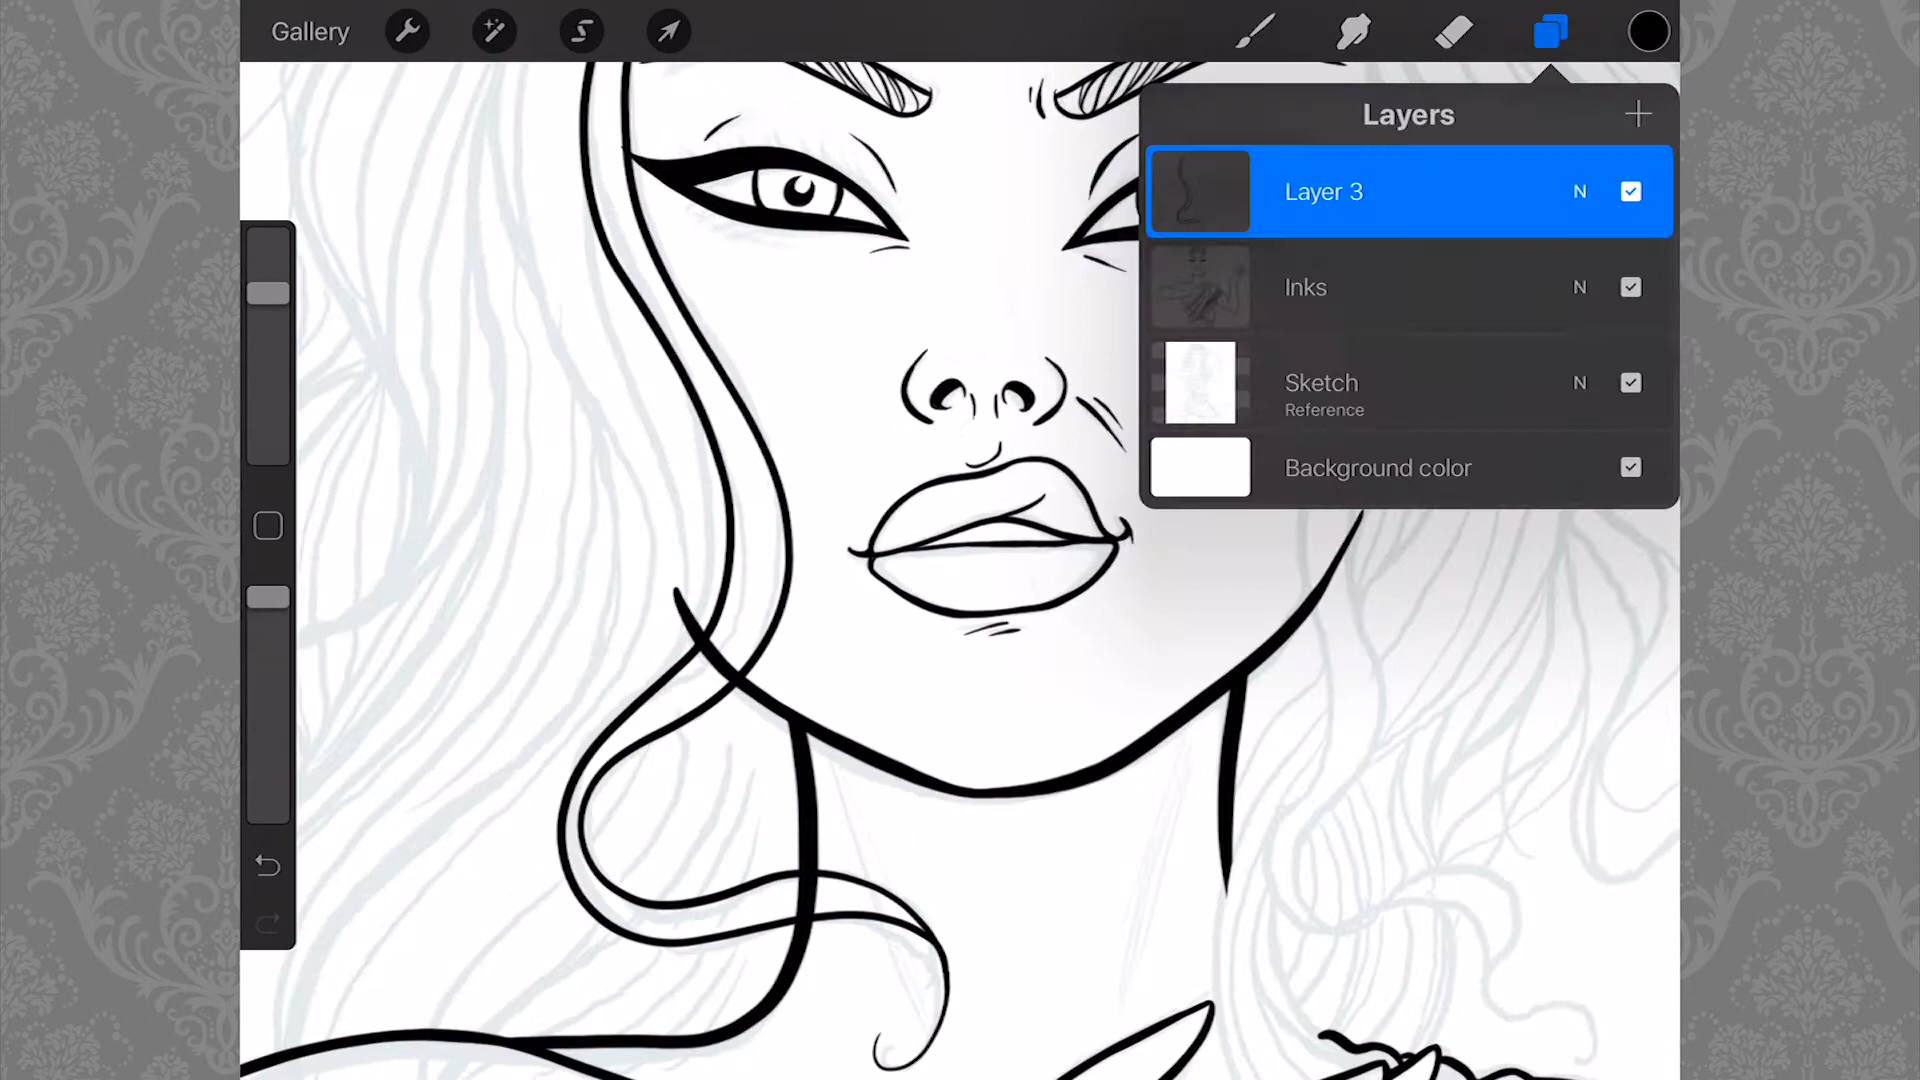 Gallery
Layers
Layer 3 N
Inks N
Sketch N
Reference
Background color